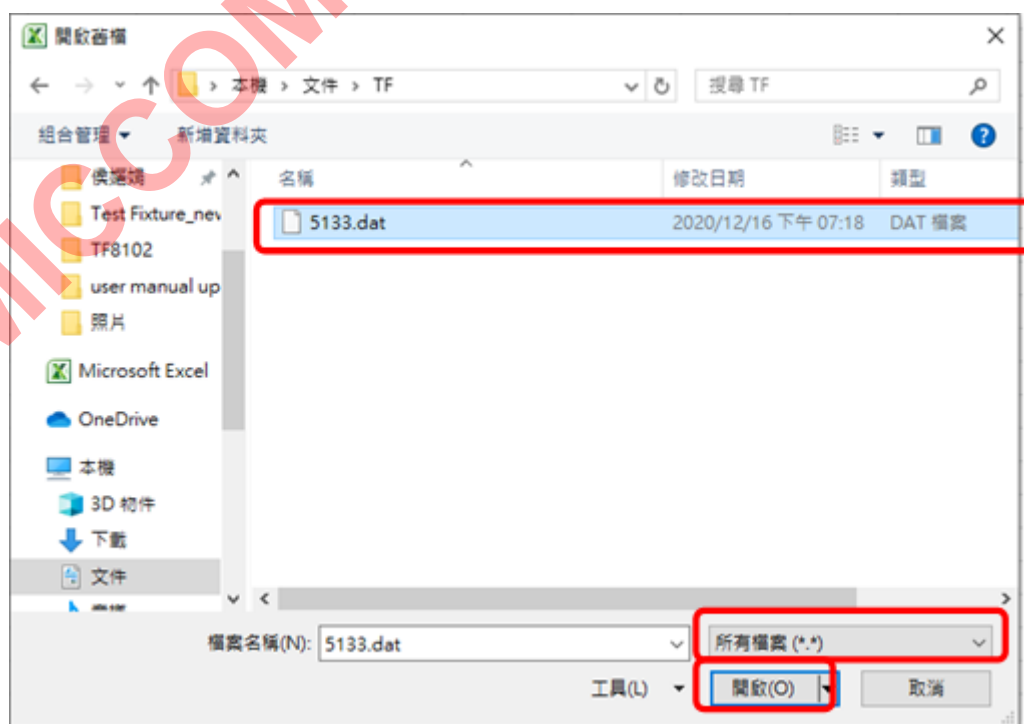 開啟舊檔
本機 › 文件 › TF
搜尋 TF
組合管理
新增資料夾
名稱
修改日期
類型
5133.dat
2020/12/16 下午 07:18
DAT 檔案
Test Fixture_new
TF8102
user manual up
照片
Microsoft Excel
OneDrive
本機
3D 物件
下載
文件
檔案名稱(N):
5133.dat
所有檔案 (*.*)
工具(L)
開啟(O)
取消
MICCOM